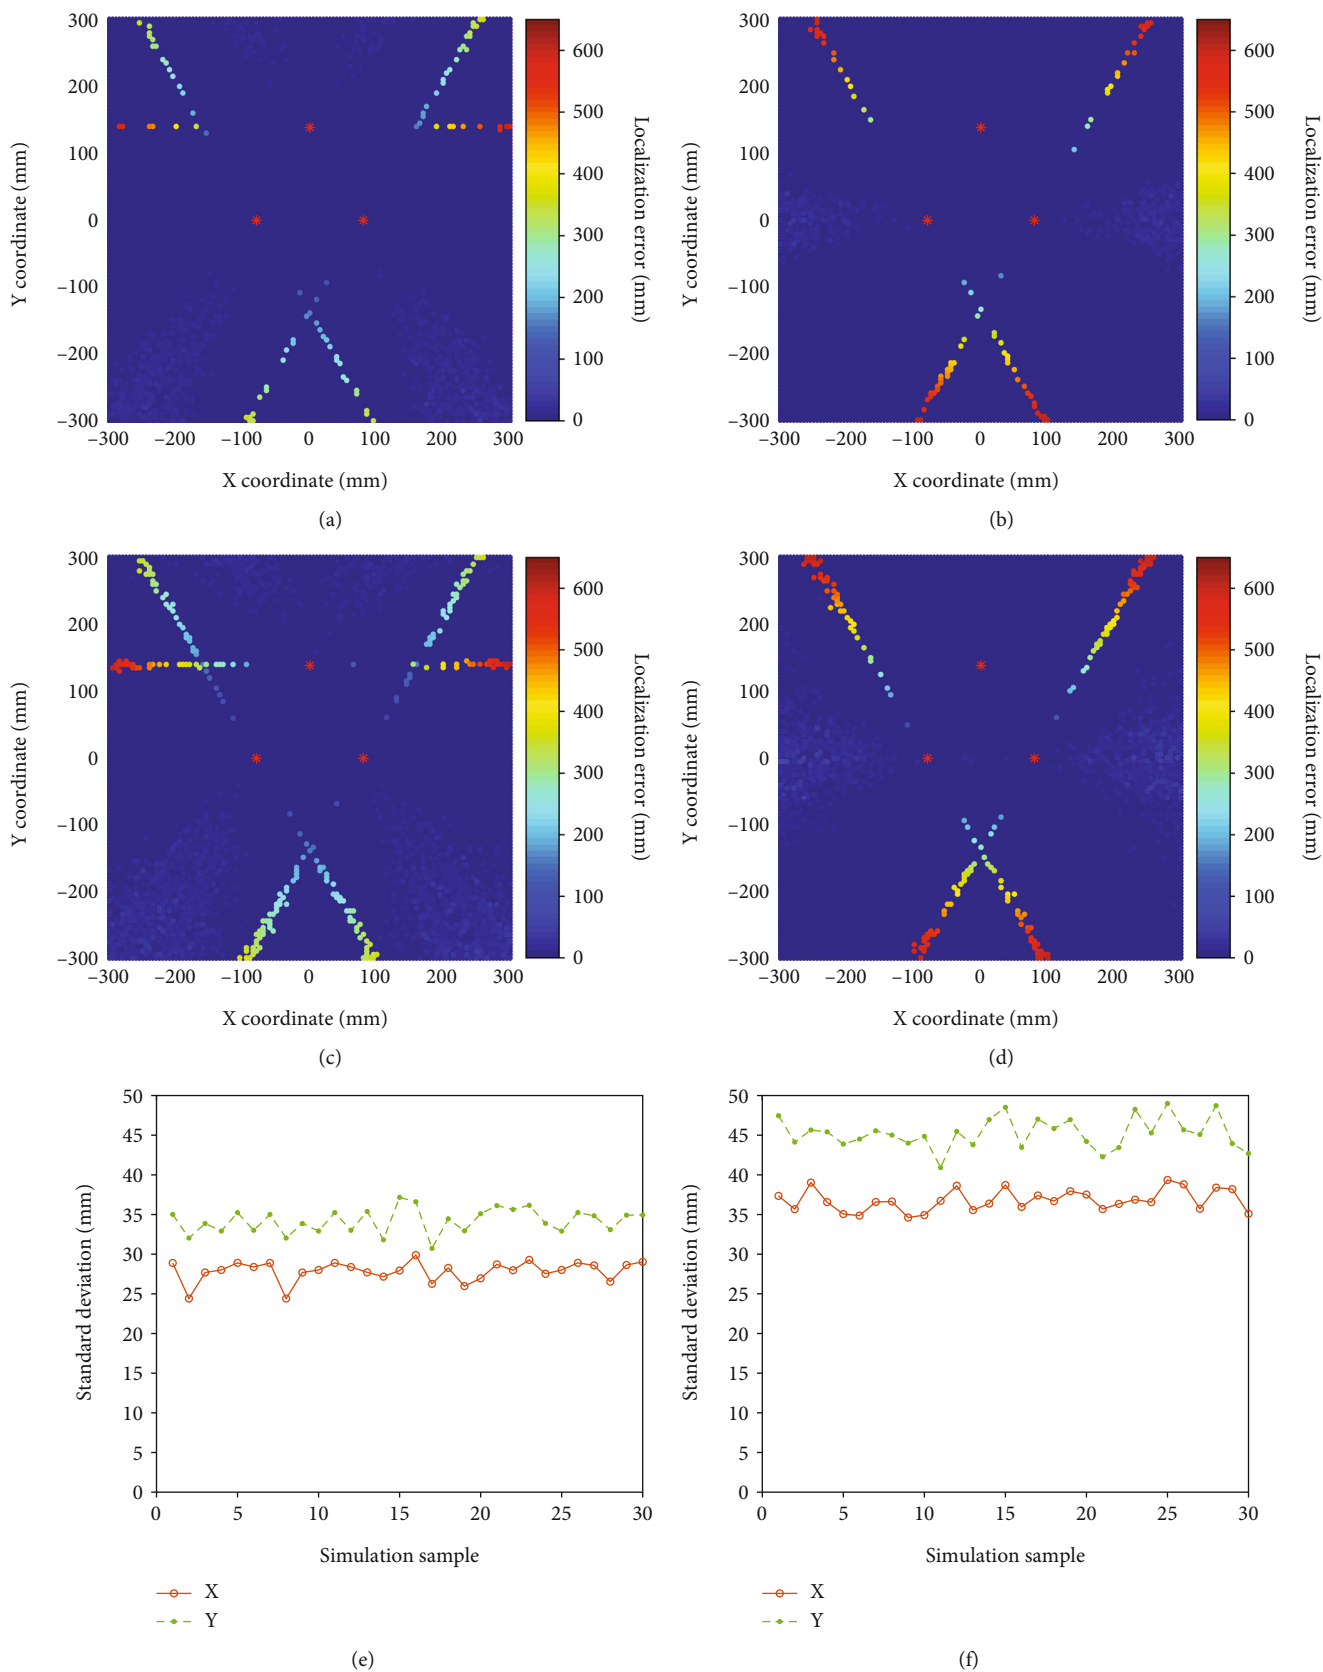 300
200
100
0
–100
–200
–300
–300 –200 –100 0 100 200 300
Y coordinate (mm)
X coordinate (mm)
600
500
400
300
200
100
0
Localization error (mm)
(a)
300
200
100
0
–100
–200
–300
–300 –200 –100 0 100 200 300
Y coordinate (mm)
X coordinate (mm)
600
500
400
300
200
100
0
Localization error (mm)
(b)
300
200
100
0
–100
–200
–300
–300 –200 –100 0 100 200 300
Y coordinate (mm)
X coordinate (mm)
600
500
400
300
200
100
0
Localization error (mm)
(c)
300
200
100
0
–100
–200
–300
–300 –200 –100 0 100 200 300
Y coordinate (mm)
X coordinate (mm)
600
500
400
300
200
100
0
Localization error (mm)
(d)
50
45
40
35
30
25
20
15
10
5
0
0 5 10 15 20 25 30
Standard deviation (mm)
Simulation sample
X
Y
(e)
50
45
40
35
30
25
20
15
10
5
0
0 5 10 15 20 25 30
Standard deviation (mm)
Simulation sample
X
Y
(f)